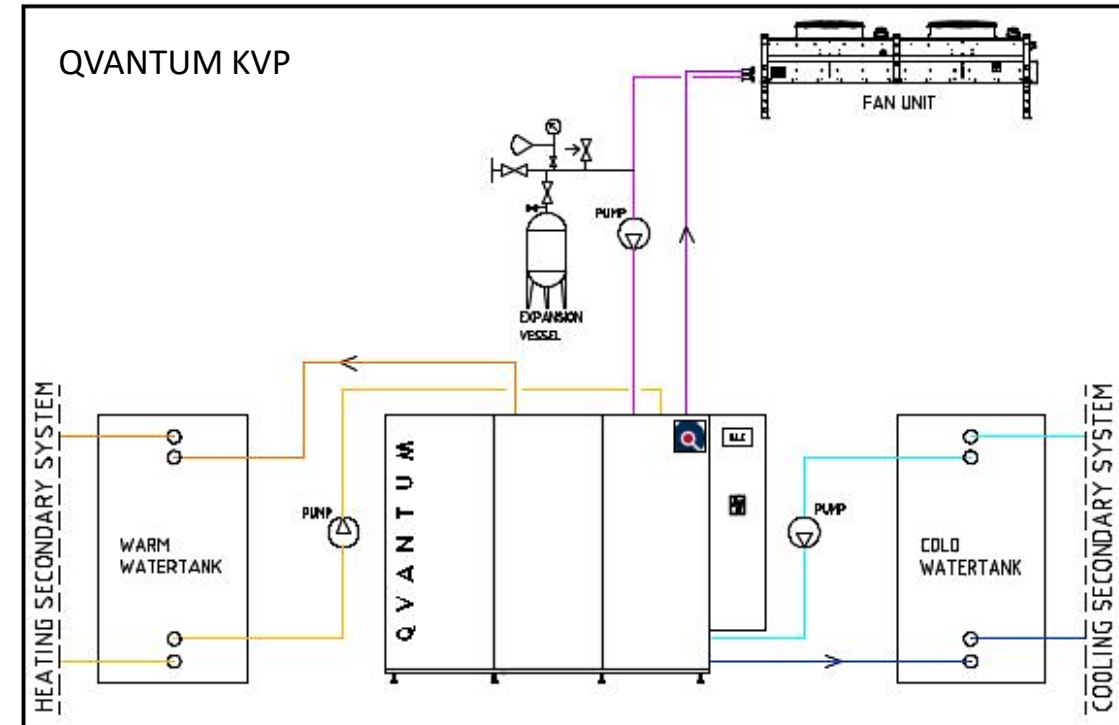 QVANTUM KVP
FAN UNIT
PUMP
EXPANSION
VESSEL
HEATING SECONDARY SYSTEM
WARM
WATERTANK
PUMP
QVANTUM
PUMP
COLD
WATERTANK
COOLING SECONDARY SYSTEM